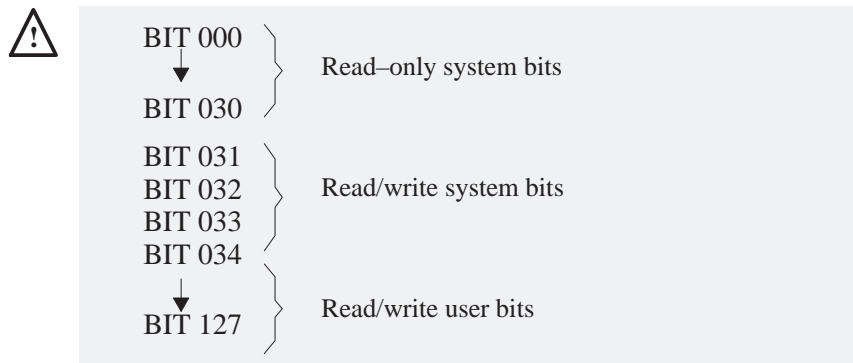 !
BIT 000
Read–only system bits
BIT 030
BIT 031
BIT 032
Read/write system bits
BIT 033
BIT 034
Read/write user bits
BIT 127